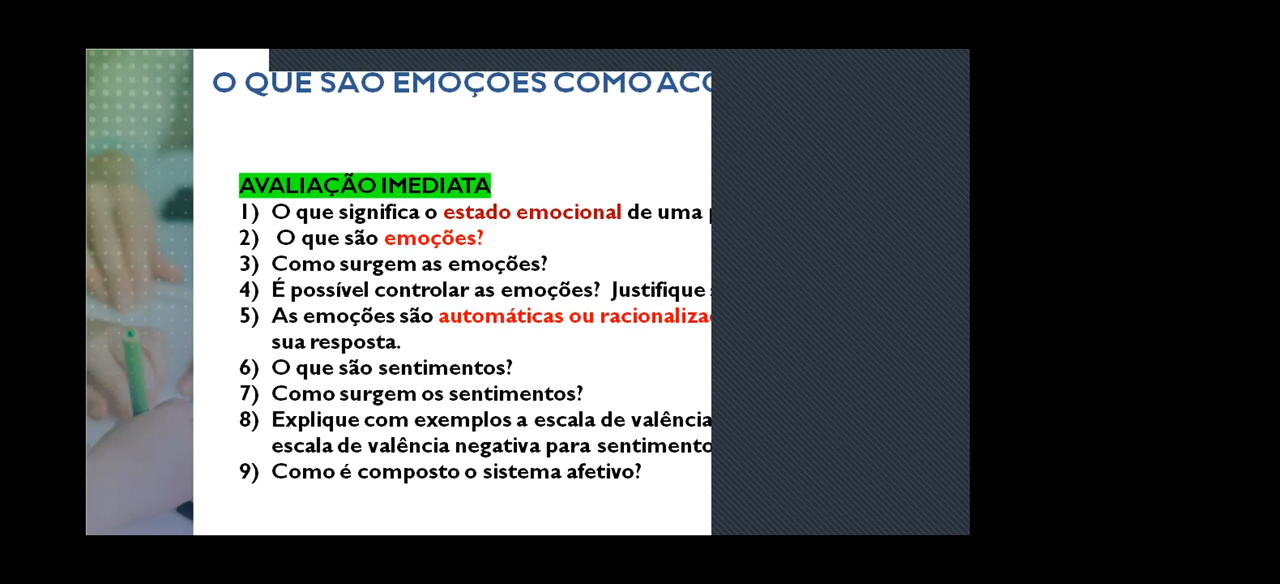 O QUE SAO EMOÇOES COMO
AVALIAÇÃO IMEDIATA
1) O que significa o estado emocional de uma
2) O que são emoções?
3) Como surgem as emoções?
4) É possível controlar as emoções? Justifique
5) As emoções são automáticas ou
sua resposta.
6) O que são sentimentos?
7) Como surgem os sentimentos?
8) Explique com exemplos a escala de valência
escala de valência negativa para
9) Como é composto o sistema afetivo?